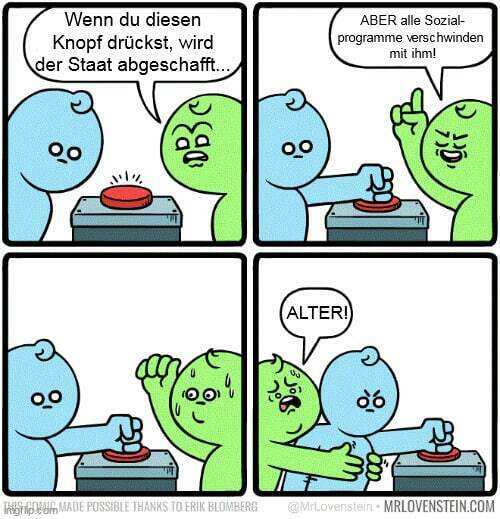 Wenn du diesen
Knopf drückst, wird
der Staat abgeschafft...
ABER alle Sozial-
programme verschwinden
mit ihm!
ALTER!
THIS COMIC MADE POSSIBLE THANKS TO ERIK BLOMBERG
@MrLovenstein • MRLOVENSTEIN.COM
imgflip.com